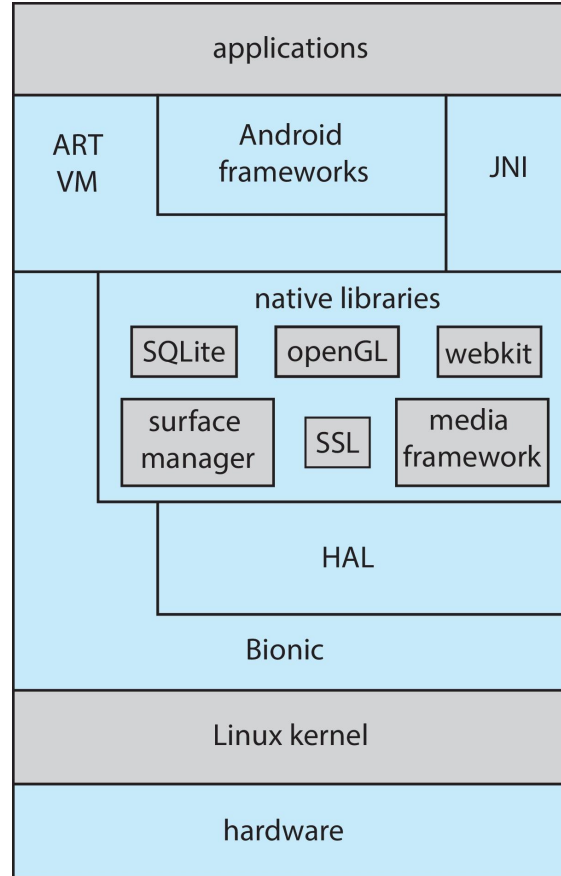 applications
ART
VM
Android
frameworks
JNI
native libraries
SQLite
openGL
webkit
surface
manager
SSL
media
framework
HAL
Bionic
Linux kernel
hardware